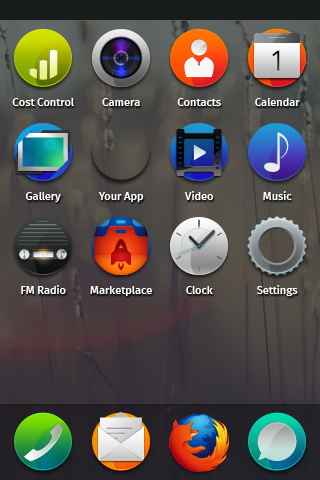 Cost Control
Camera
Contacts
1
Calendar
Gallery
Your App
Video
Music
FM Radio
Marketplace
Clock
Settings